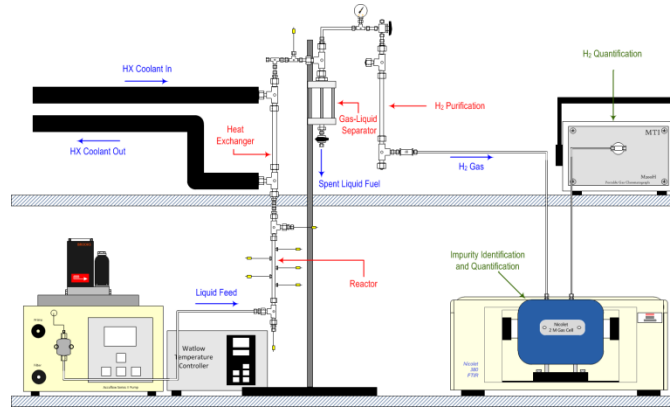 HX Coolant In
HX Coolant Out
Heat
Exchanger
Gas-Liquid
Separator
Spent Liquid Fuel
H₂ Purification
H₂ Gas
H₂ Quantification
MTI
Impurity Identification
and Quantification
Reactor
Liquid Feed
Watlow
Temperature
Controller
Nicolet
2 M Gas Cell
Nicolet
FTIR